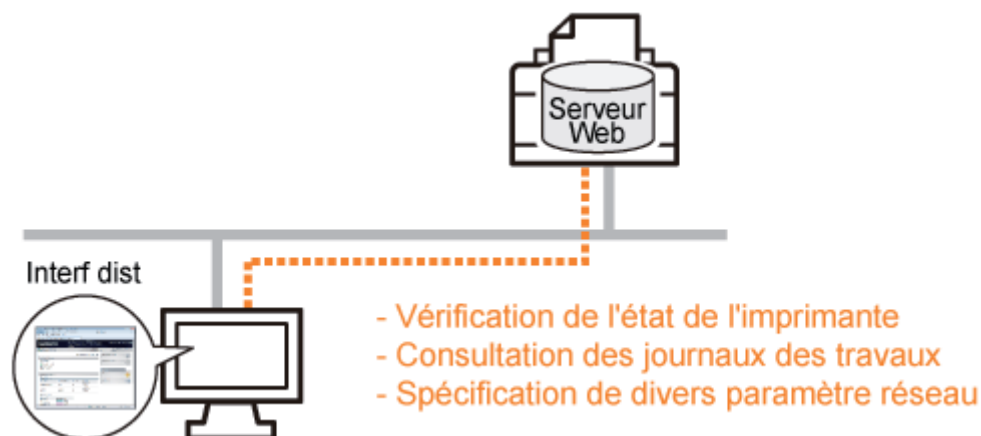 Serveur
Web
Interf dist
- Vérification de l'état de l'imprimante
- Consultation des journaux des travaux
- Spécification de divers paramètre réseau